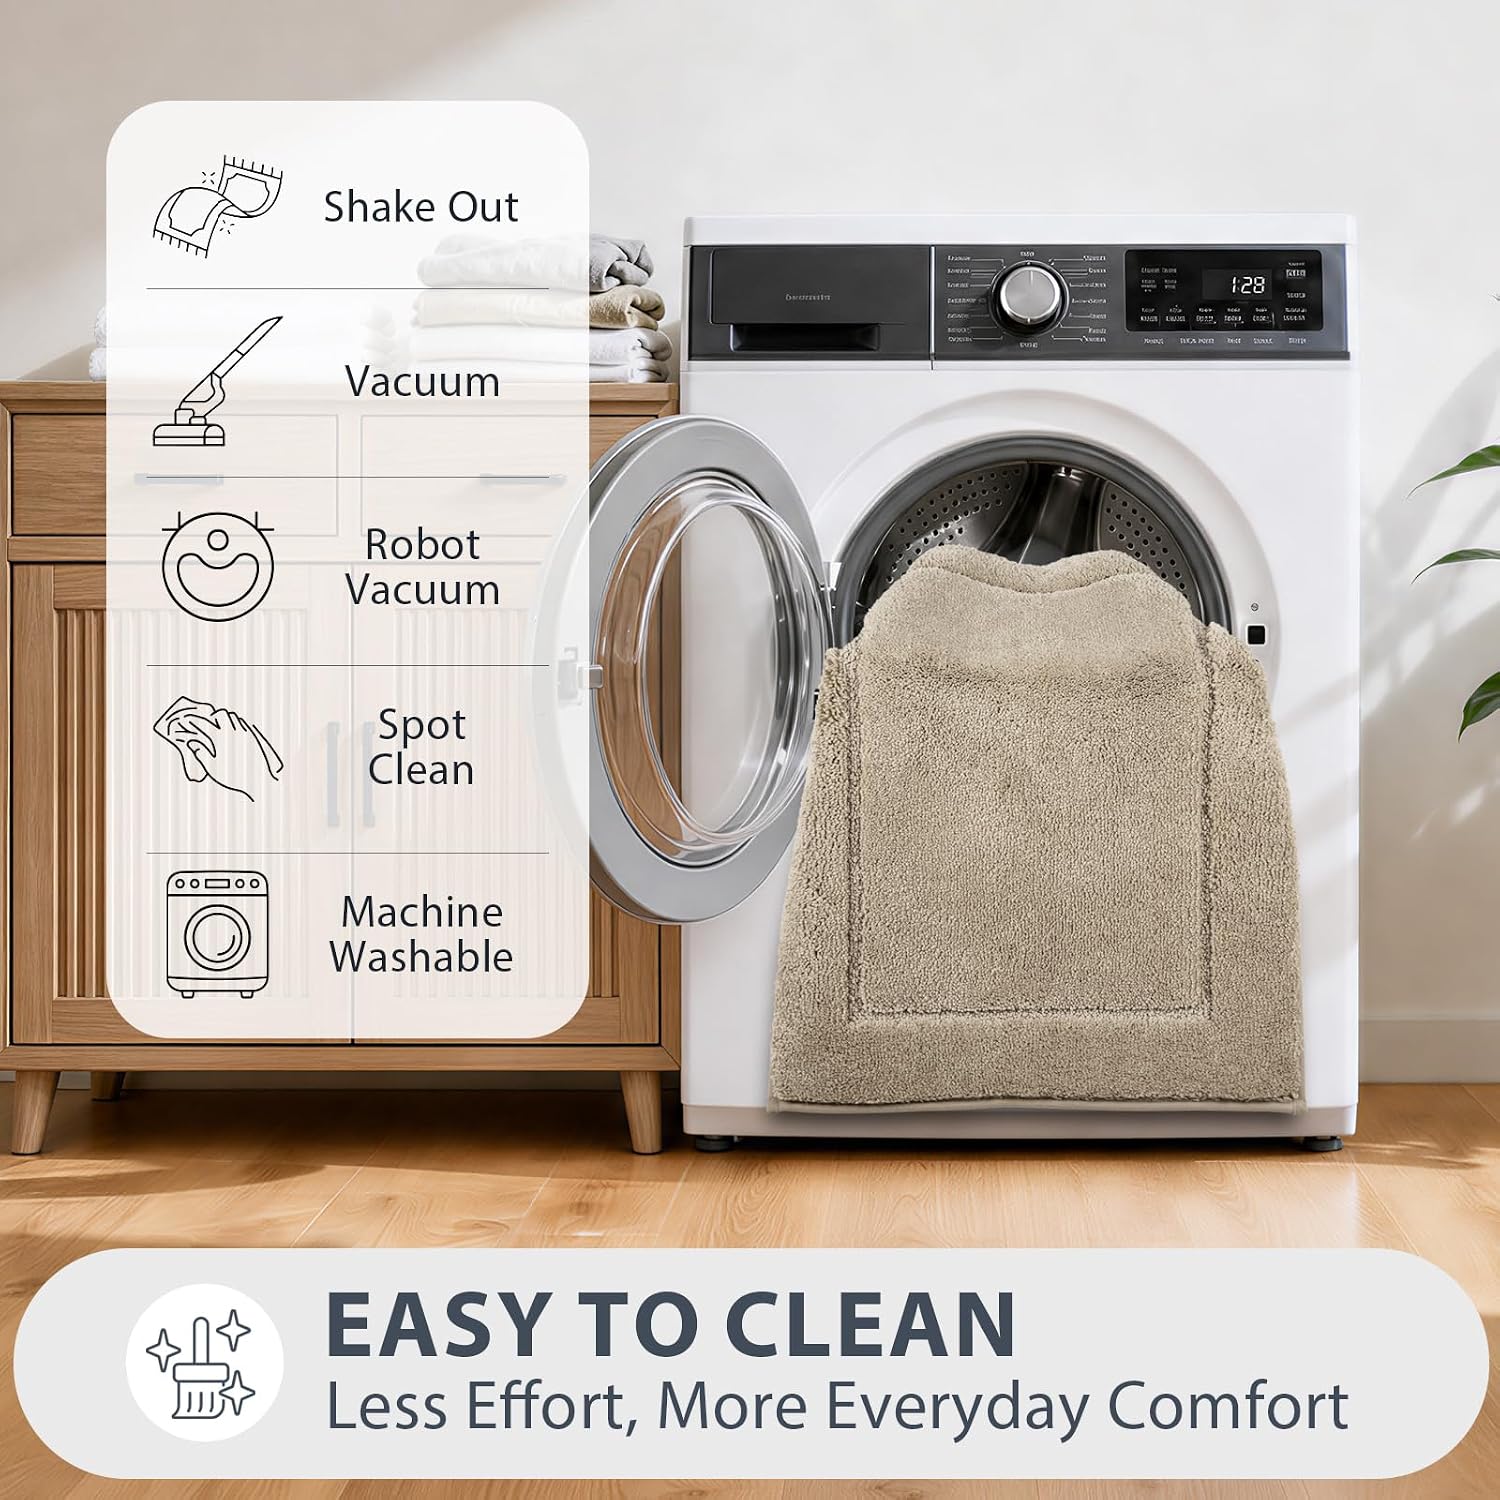 Shake Out
Vacuum
Robot
Vacuum
Spot
Clean
Machine
Washable
1:28
EASY TO CLEAN
Less Effort, More Everyday Comfort